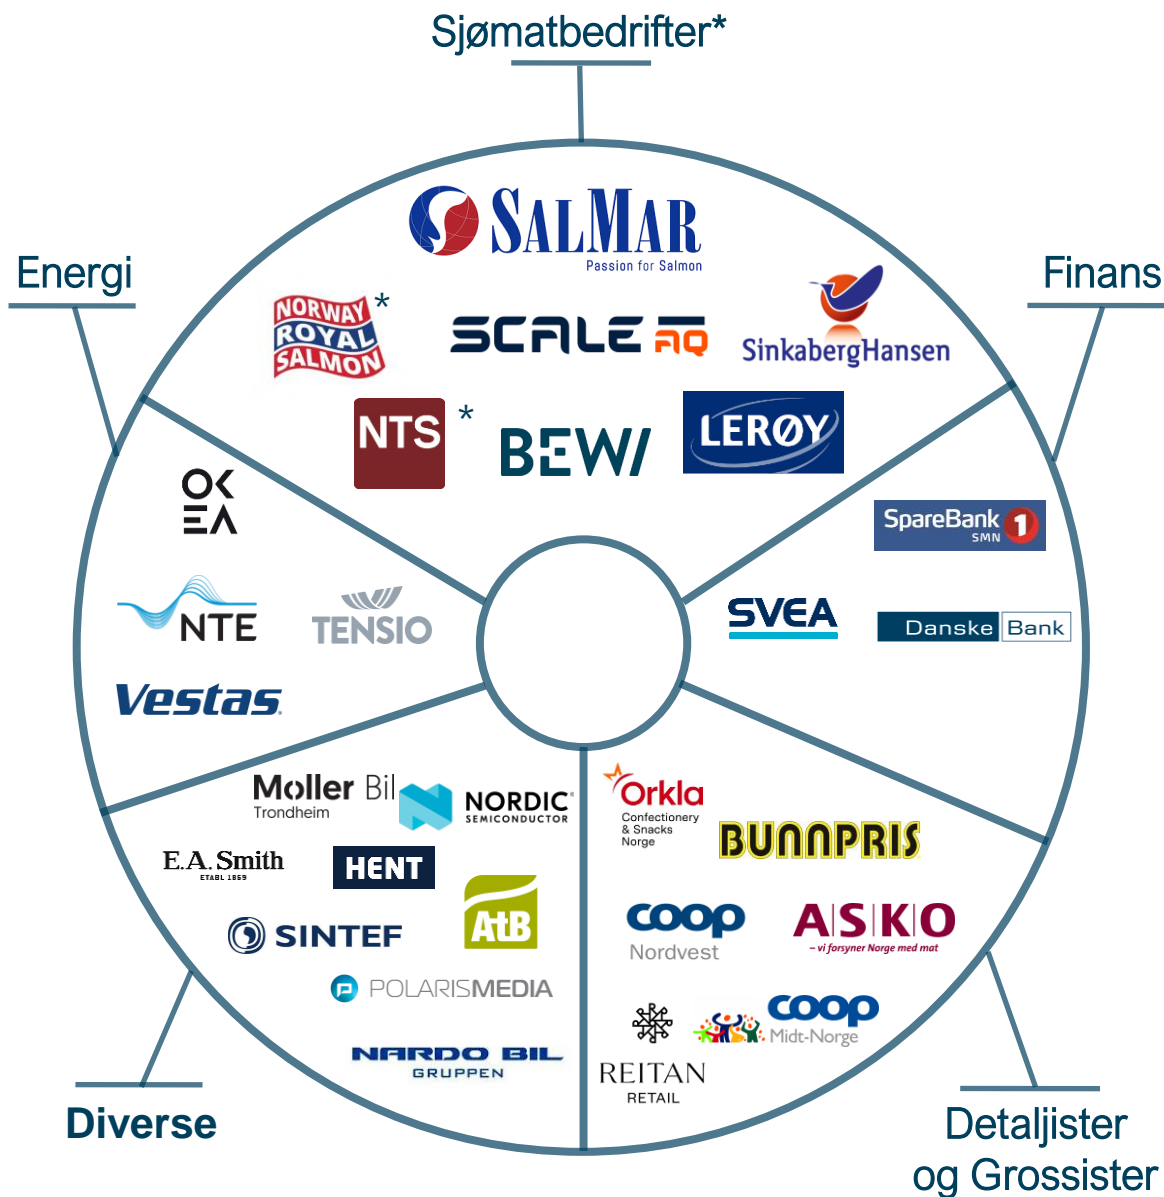 Sjømatbedrifter*
Energi
Finans
SALMAR
Passion for Salmon
NORWAY
ROYAL
SALMON
*
SCALE AQ
SinkabergHansen
NTS
*
BEWI
LERØY
OK
EA
NTE
TENSIO
Vestas
SpareBank 1
SMN
SVEA
Danske Bank
Møller Bil
Trondheim
NORDIC
SEMICONDUCTOR
E.A. Smith
ETABL 1869
HENT
AtB
SINTEF
POLARISMEDIA
NARDO BIL
GRUPPEN
Orkla
Confectionery
& Snacks
Norge
BUNNPRIS
coop
Nordvest
A|S|K|O
– vi forsyner Norge med mat
coop
Midt-Norge
REITAN
RETAIL
Diverse
Detaljister
og Grossister